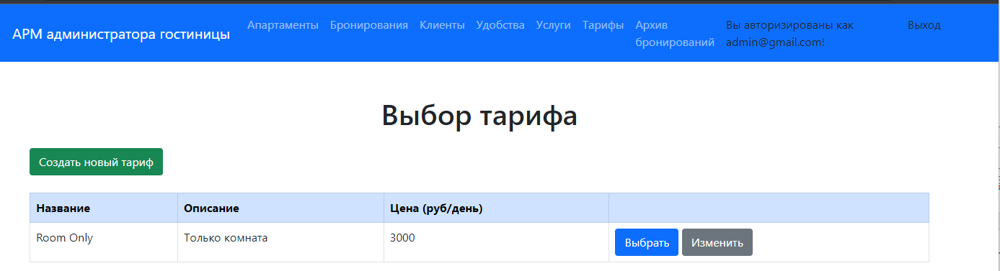 АРМ администратора гостиницы
Апартаменты Бронирования Клиенты Удобства Услуги Тарифы Архив бронирований
Вы авторизированы как admin@gmail.com!
Выход
Выбор тарифа
Создать новый тариф
Название Описание Цена (руб/день)
Room Only Только комната 3000 Выбрать Изменить